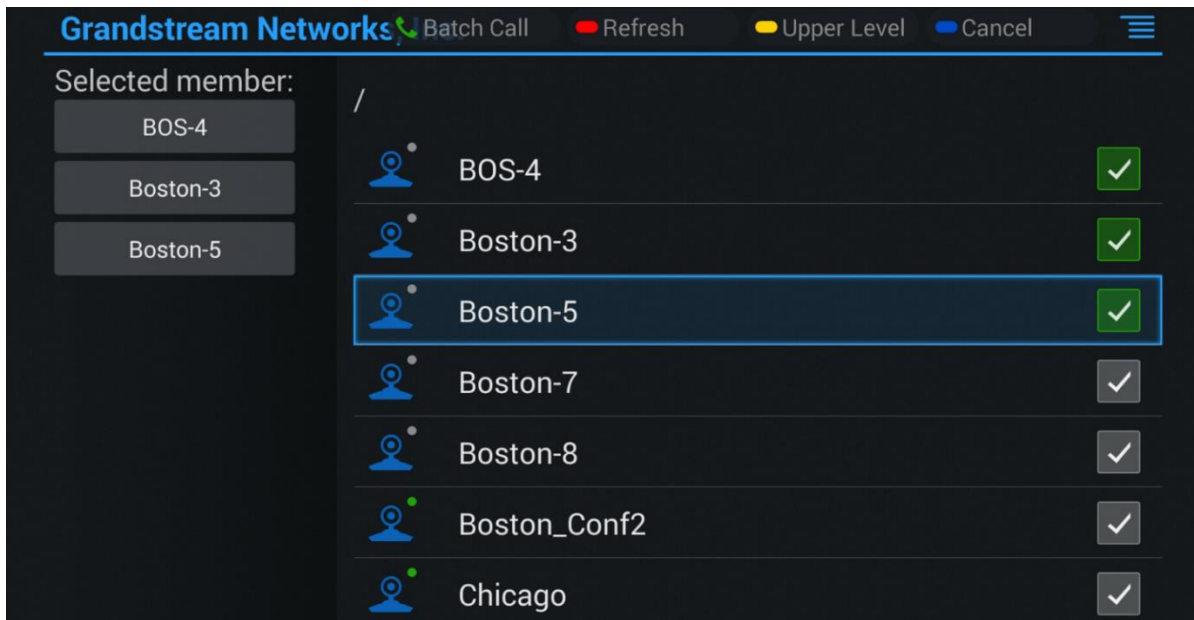 Grandstream Networks, Inc. Batch Call Refresh Upper Level Cancel
Selected member:
BOS-4
Boston-3
Boston-5
/
BOS-4
Boston-3
Boston-5
Boston-7
Boston-8
Boston_Conf2
Chicago